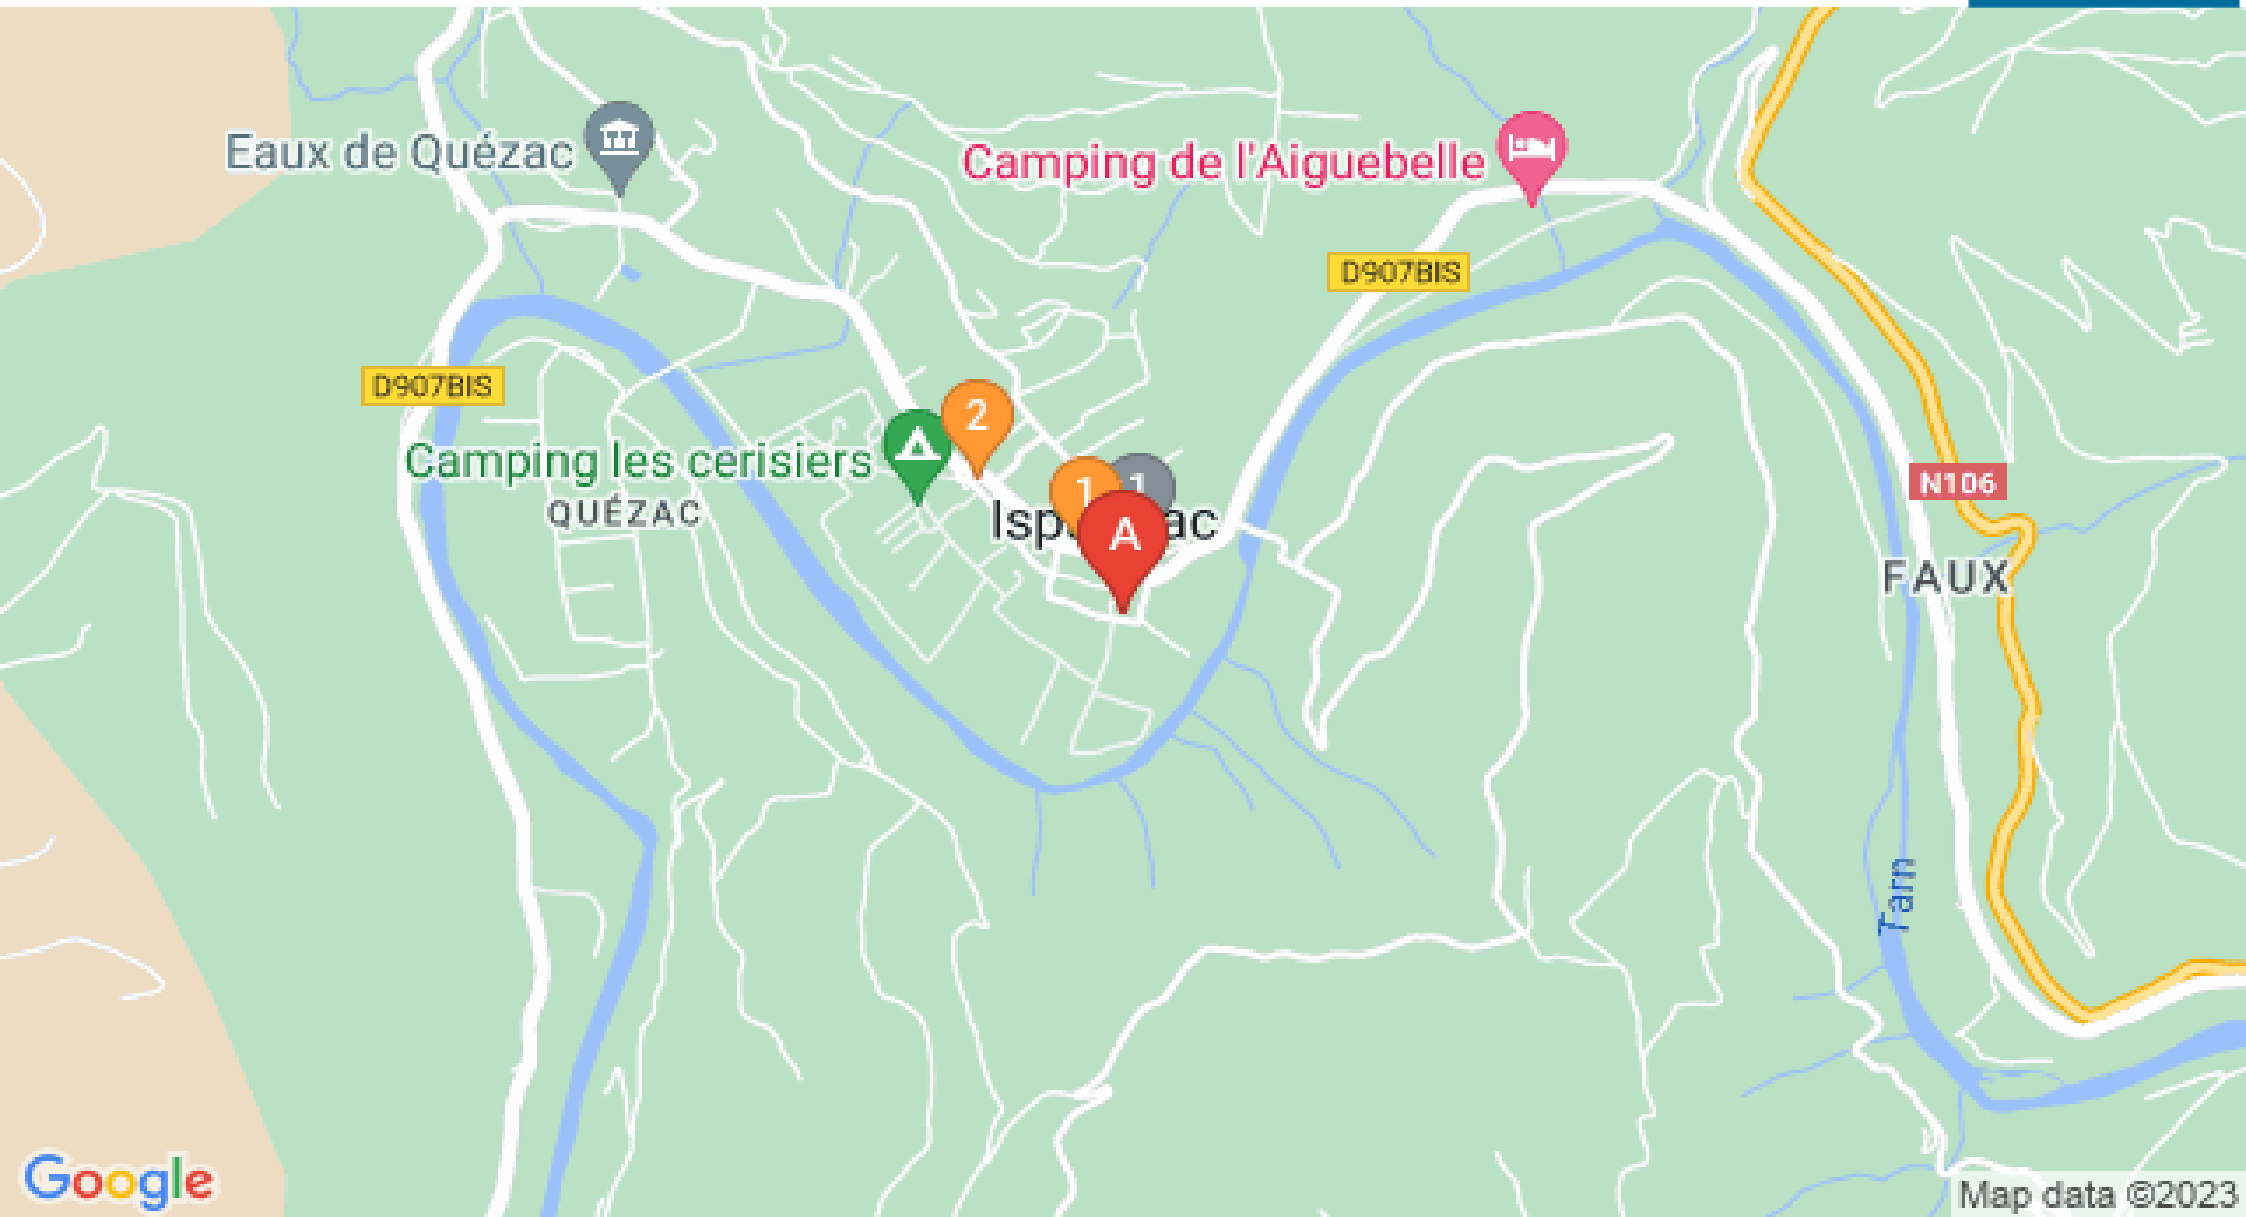 Eaux de Quézac
Camping de l'Aiguebelle
D907BIS
D907BIS
2
Camping les cerisiers
QUÉZAC
1
1
A
N106
FAUX
Tarn
Google
Map data ©2023